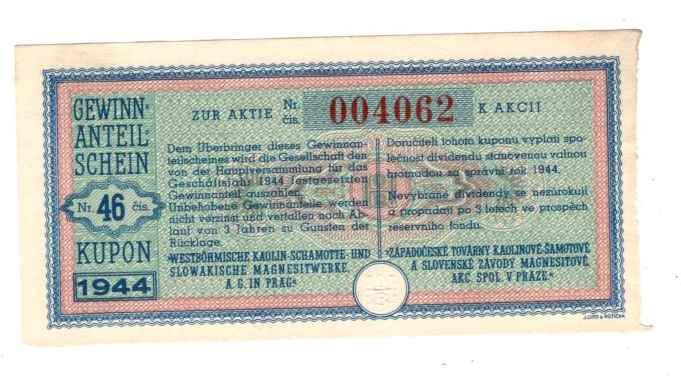 GEWINN-
ANTEIL-
SCHEIN
Nr. 46 čís.
KUPON
1944
ZUR AKTIE Nr. čís. 004062 K AKCII
Dem Überbringer dieses Gewinnan-
teilscheines wird die Gesellschaft den
von der Hauptversammlung für das
Geschäftsjahr 1944 festgesetzten
Gewinnanteil auszahlen.
Unbehobene Gewinnanteile werden
nicht verzinst und verfallen nach Ab-
lauf von 3 Jahren zu Gunsten der
Rücklage.
"WESTBÖHMISCHE KAOLIN-SCHAMOTTE- UND
SLOWAKISCHE MAGNESITWERKE,
A. G. IN PRAG"
Doručiteli tohoto kuponu vyplatí spo-
lečnost dividendu stanovenou valnou
hromadou za správní rok 1944.
Nevybrané dividendy se nezúrokují
a propadají po 3 letech ve prospěch
reservního fondu.
"ZÁPADOČESKÉ TOVÁRNY KAOLINOVÉ-ŠAMOTOVÉ
A SLOVENSKÉ ZÁVODY MAGNESITOVÉ,
AKC. SPOL. V PRAZE"